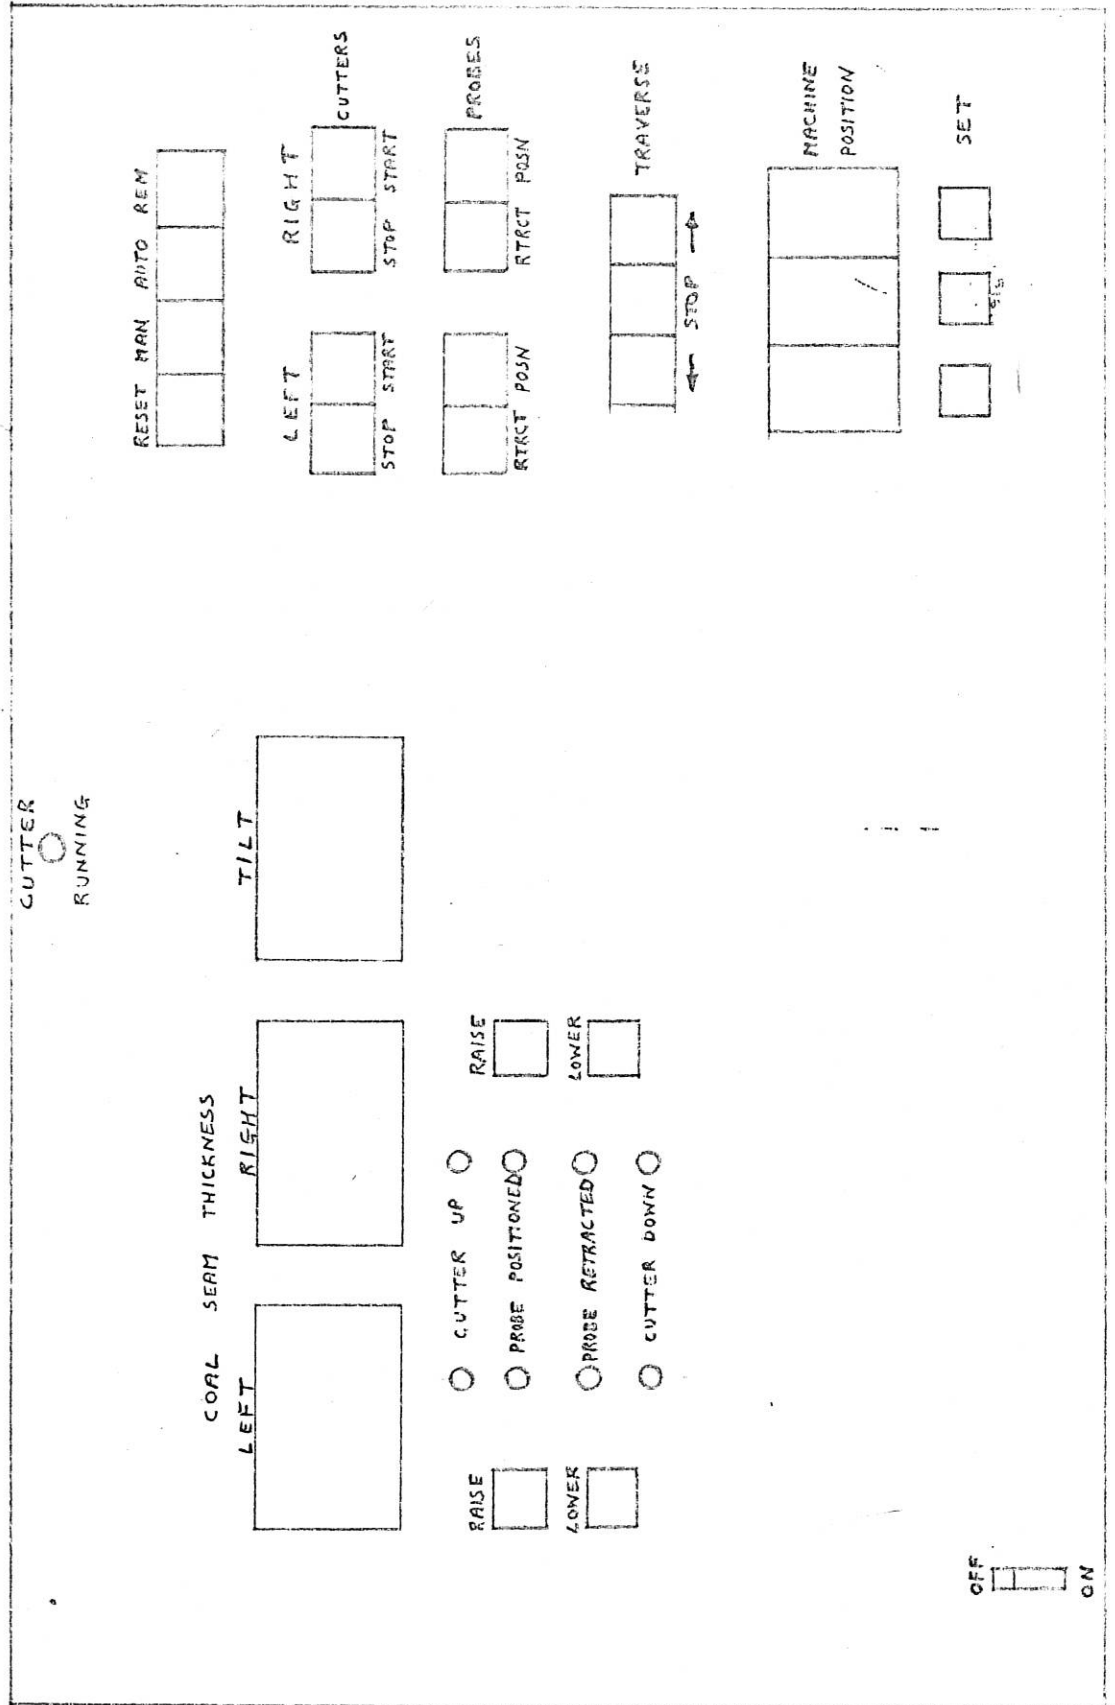 CUTTER
RUNNING
COAL SEAM THICKNESS
LEFT
RIGHT
TILT
RAISE
LOWER
CUTTER UP
PROBE POSITIONED
PROBE RETRACTED
CUTTER DOWN
RAISE
LOWER
OFF
ON
RESET MAN AUTO REM
LEFT RIGHT
CUTTERS
STOP START STOP START
PROBES
RTRCT POSN RTRCT POSN
TRAVERSE
← STOP →
MACHINE
POSITION
SET